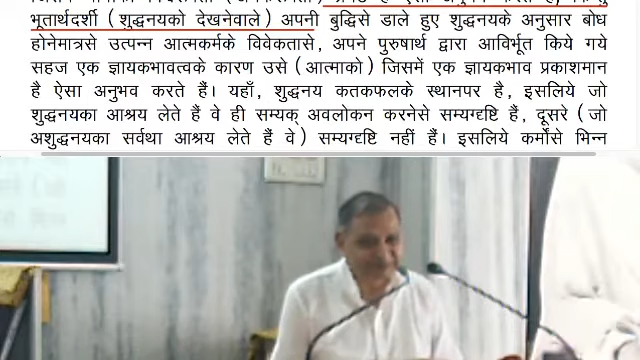 भूतार्थदर्शी (शुद्धनयको देखनेवाले) अपनी बुद्धिसे डाले हुए शुद्धनयके अनुसार बोध
होनेमात्रसे उत्पन्न आत्मकर्मके विवेकतासे, अपने पुरुषार्थ द्वारा आविर्भूत किये गये
सहज एक ज्ञायकभावत्वके कारण उसे (आत्माको) जिसमें एक ज्ञायकभाव प्रकाशमान
है ऐसा अनुभव करते हैं। यहाँ, शुद्धनय कतकफलके स्थानपर है, इसलिये जो
शुद्धनयका आश्रय लेते हैं वे ही सम्यक् अवलोकन करनेसे सम्यग्दृष्टि हैं, दूसरे (जो
अशुद्धनयका सर्वथा आश्रय लेते हैं वे) सम्यग्दृष्टि नहीं हैं। इसलिये कर्मोंसे भिन्न